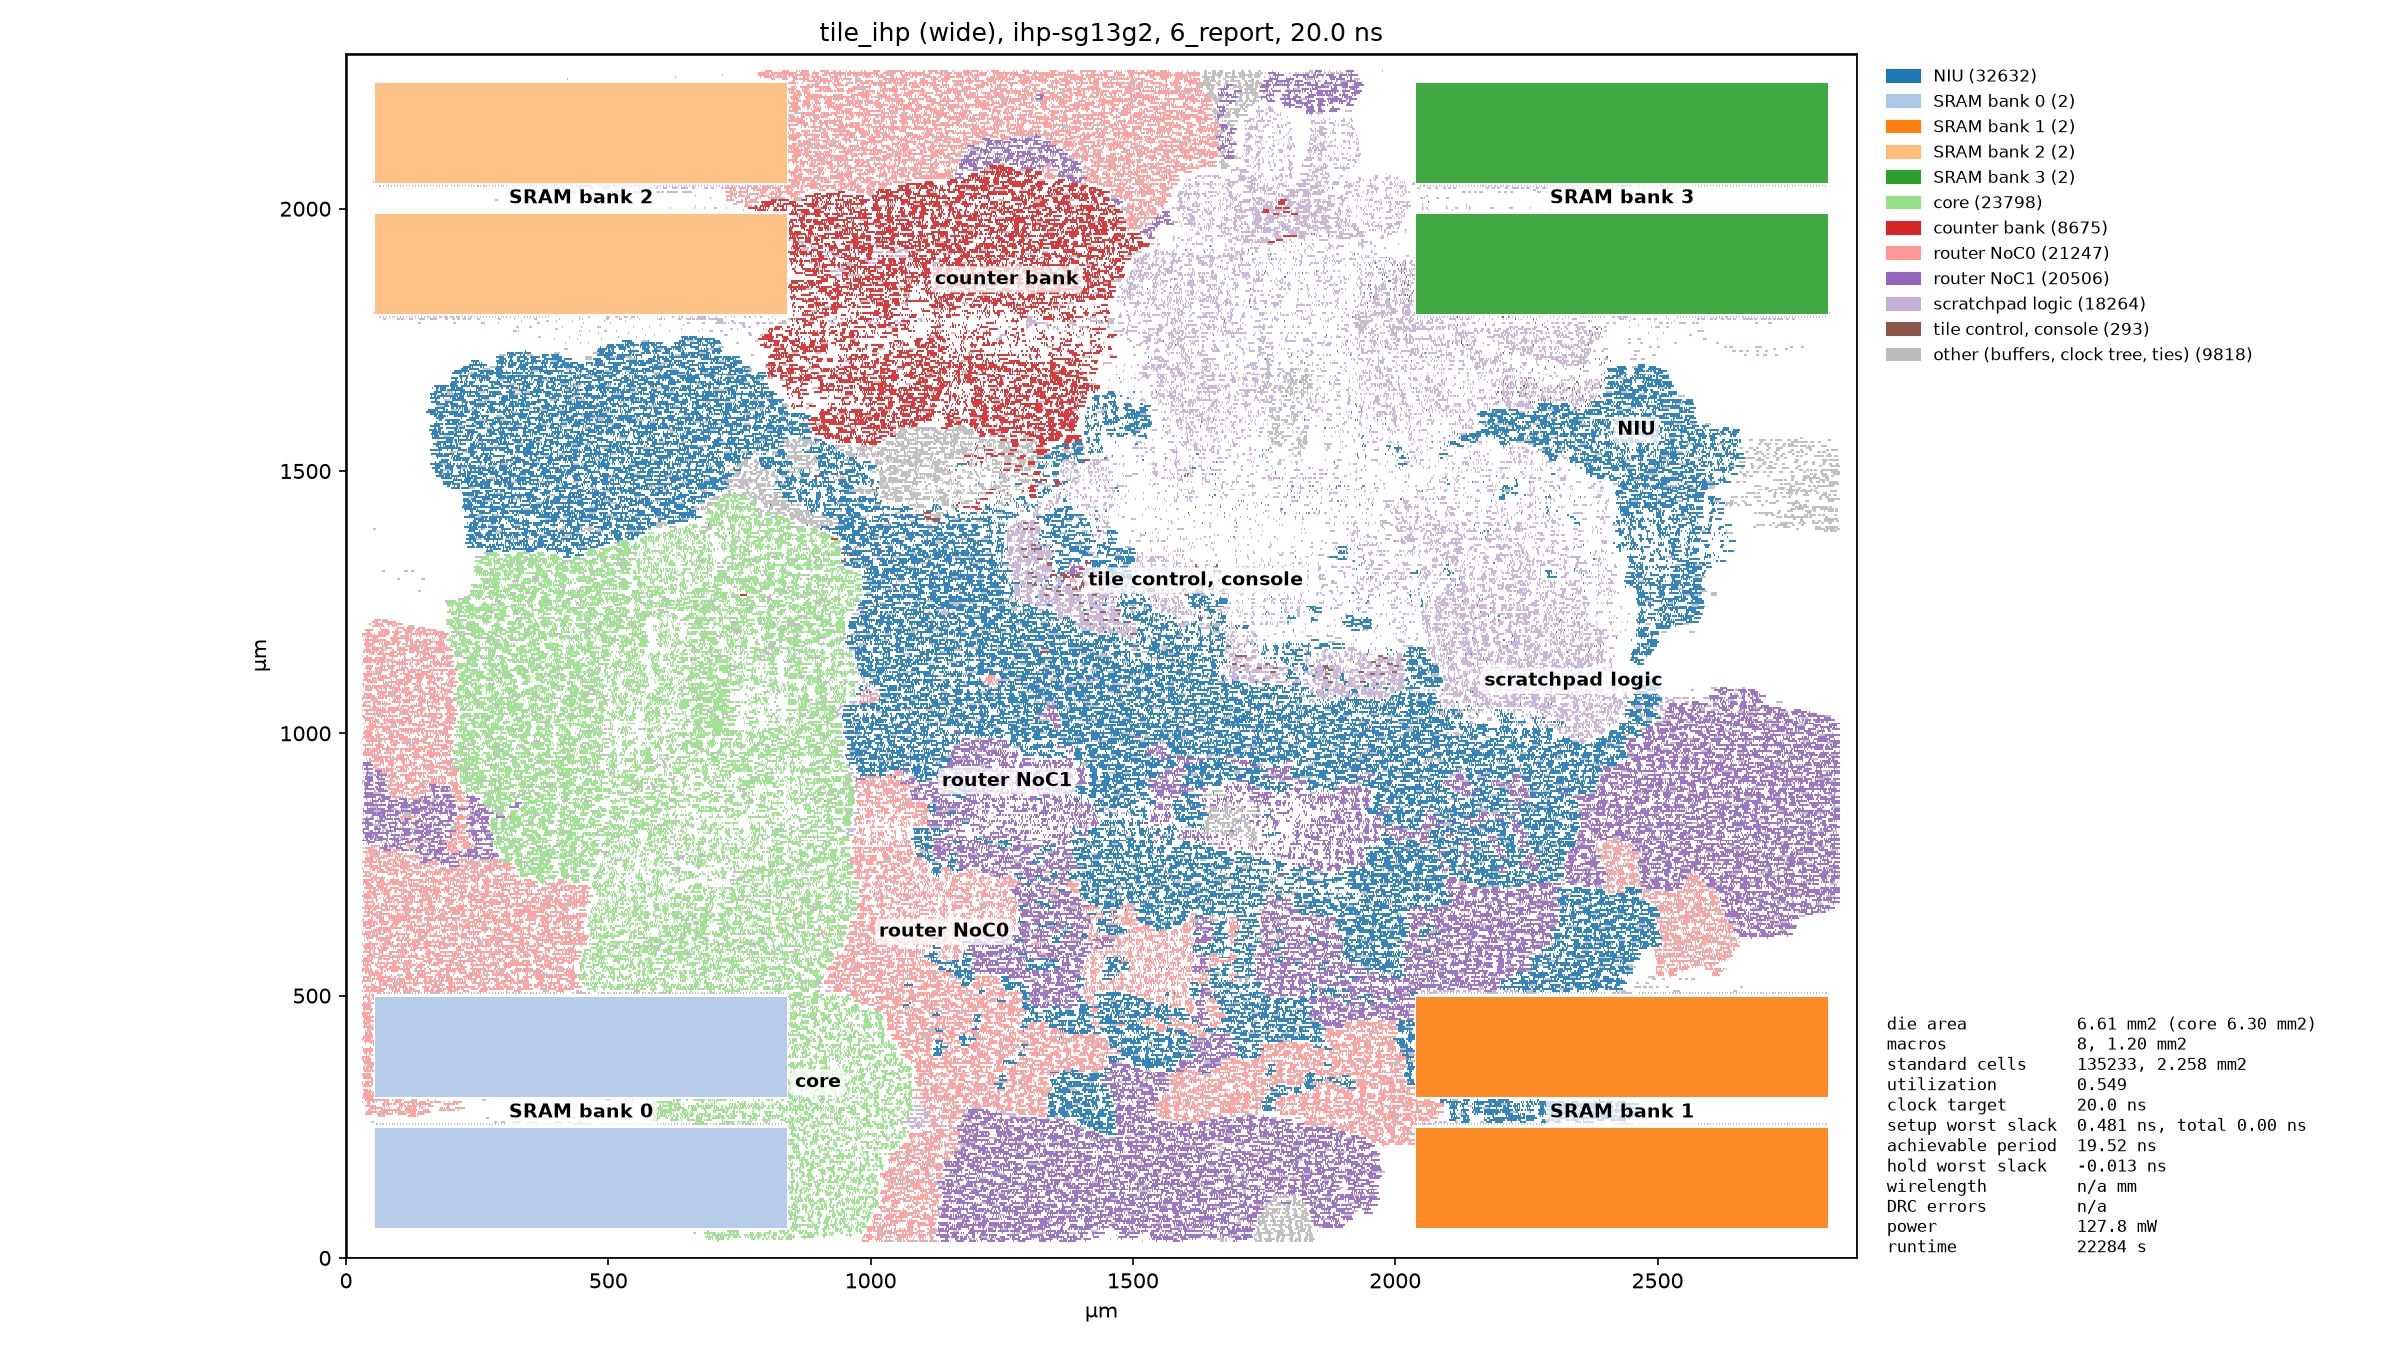 tile_ihp (wide), ihp-sg13g2, 6_report, 20.0 ns
NIU (32632)
SRAM bank 0 (2)
SRAM bank 1 (2)
SRAM bank 2 (2)
SRAM bank 3 (2)
core (23798)
counter bank (8675)
router NoC0 (21247)
router NoC1 (20506)
scratchpad logic (18264)
tile control, console (293)
other (buffers, clock tree, ties) (9818)
SRAM bank 2
SRAM bank 3
counter bank
NIU
tile control, console
scratchpad logic
router NoC1
router NoC0
core
SRAM bank 0
SRAM bank 1
2000
1500
1000
500
0
µm
0
500
1000
1500
2000
2500
µm
die area 6.61 mm2 (core 6.30 mm2)
macros 8, 1.20 mm2
standard cells 135233, 2.258 mm2
utilization 0.549
clock target 20.0 ns
setup worst slack 0.481 ns, total 0.00 ns
achievable period 19.52 ns
hold worst slack -0.013 ns
wirelength n/a mm
DRC errors n/a
power 127.8 mW
runtime 22284 s